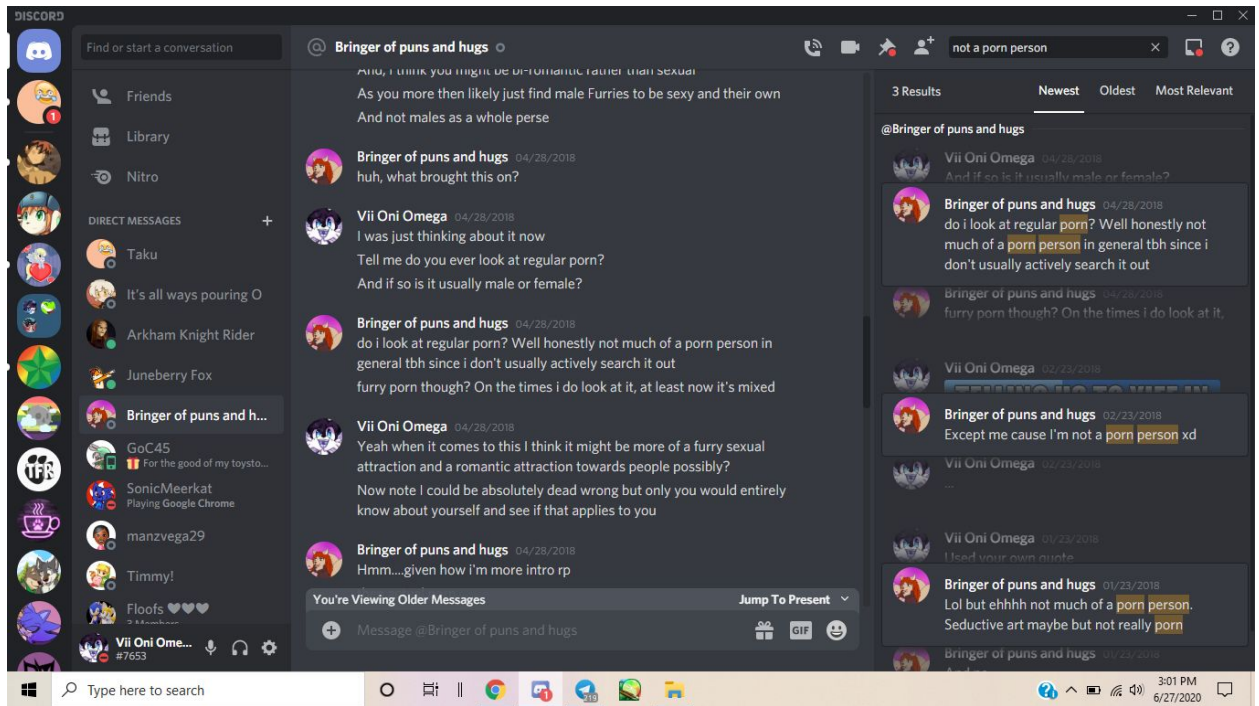 DISCORD
Find or start a conversation
Friends
Library
Nitro
DIRECT MESSAGES
Taku
It's all ways pouring O
Arkham Knight Rider
Juneberry Fox
Bringer of puns and h...
GoC45
For the good of my toysto...
SonicMeerkat
Playing Google Chrome
manzvega29
Timmy!
Floofs
3 Members
Vii Oni Ome...
#7653
1
TFR
@ Bringer of puns and hugs
And, I think you might be bi-romantic rather than sexual
As you more then likely just find male Furries to be sexy and their own
And not males as a whole perse
Bringer of puns and hugs 04/28/2018
huh, what brought this on?
Vii Oni Omega 04/28/2018
I was just thinking about it now
Tell me do you ever look at regular porn?
And if so is it usually male or female?
Bringer of puns and hugs 04/28/2018
do i look at regular porn? Well honestly not much of a porn person in
general tbh since i don't usually actively search it out
furry porn though? On the times i do look at it, at least now it's mixed
Vii Oni Omega 04/28/2018
Yeah when it comes to this I think it might be more of a furry sexual
attraction and a romantic attraction towards people possibly?
Now note I could be absolutely dead wrong but only you would entirely
know about yourself and see if that applies to you
Bringer of puns and hugs 04/28/2018
Hmm....given how i'm more intro rp
You're Viewing Older Messages Jump To Present
Message @Bringer of puns and hugs
GIF
not a porn person
3 Results Newest Oldest Most Relevant
@Bringer of puns and hugs
Vii Oni Omega 04/28/2018
And if so is it usually male or female?
Bringer of puns and hugs 04/28/2018
do i look at regular porn? Well honestly not
much of a porn person in general tbh since i
don't usually actively search it out
Bringer of puns and hugs 04/28/2018
furry porn though? On the times i do look at it,
Vii Oni Omega 02/23/2018
Bringer of puns and hugs 02/23/2018
Except me cause I'm not a porn person xd
Vii Oni Omega 02/23/2018
...
Vii Oni Omega 01/23/2018
Used your own quote
Bringer of puns and hugs 01/23/2018
Lol but ehhhh not much of a porn person.
Seductive art maybe but not really porn
Bringer of puns and hugs 01/23/2018
Type here to search
1
219
3:01 PM
6/27/2020